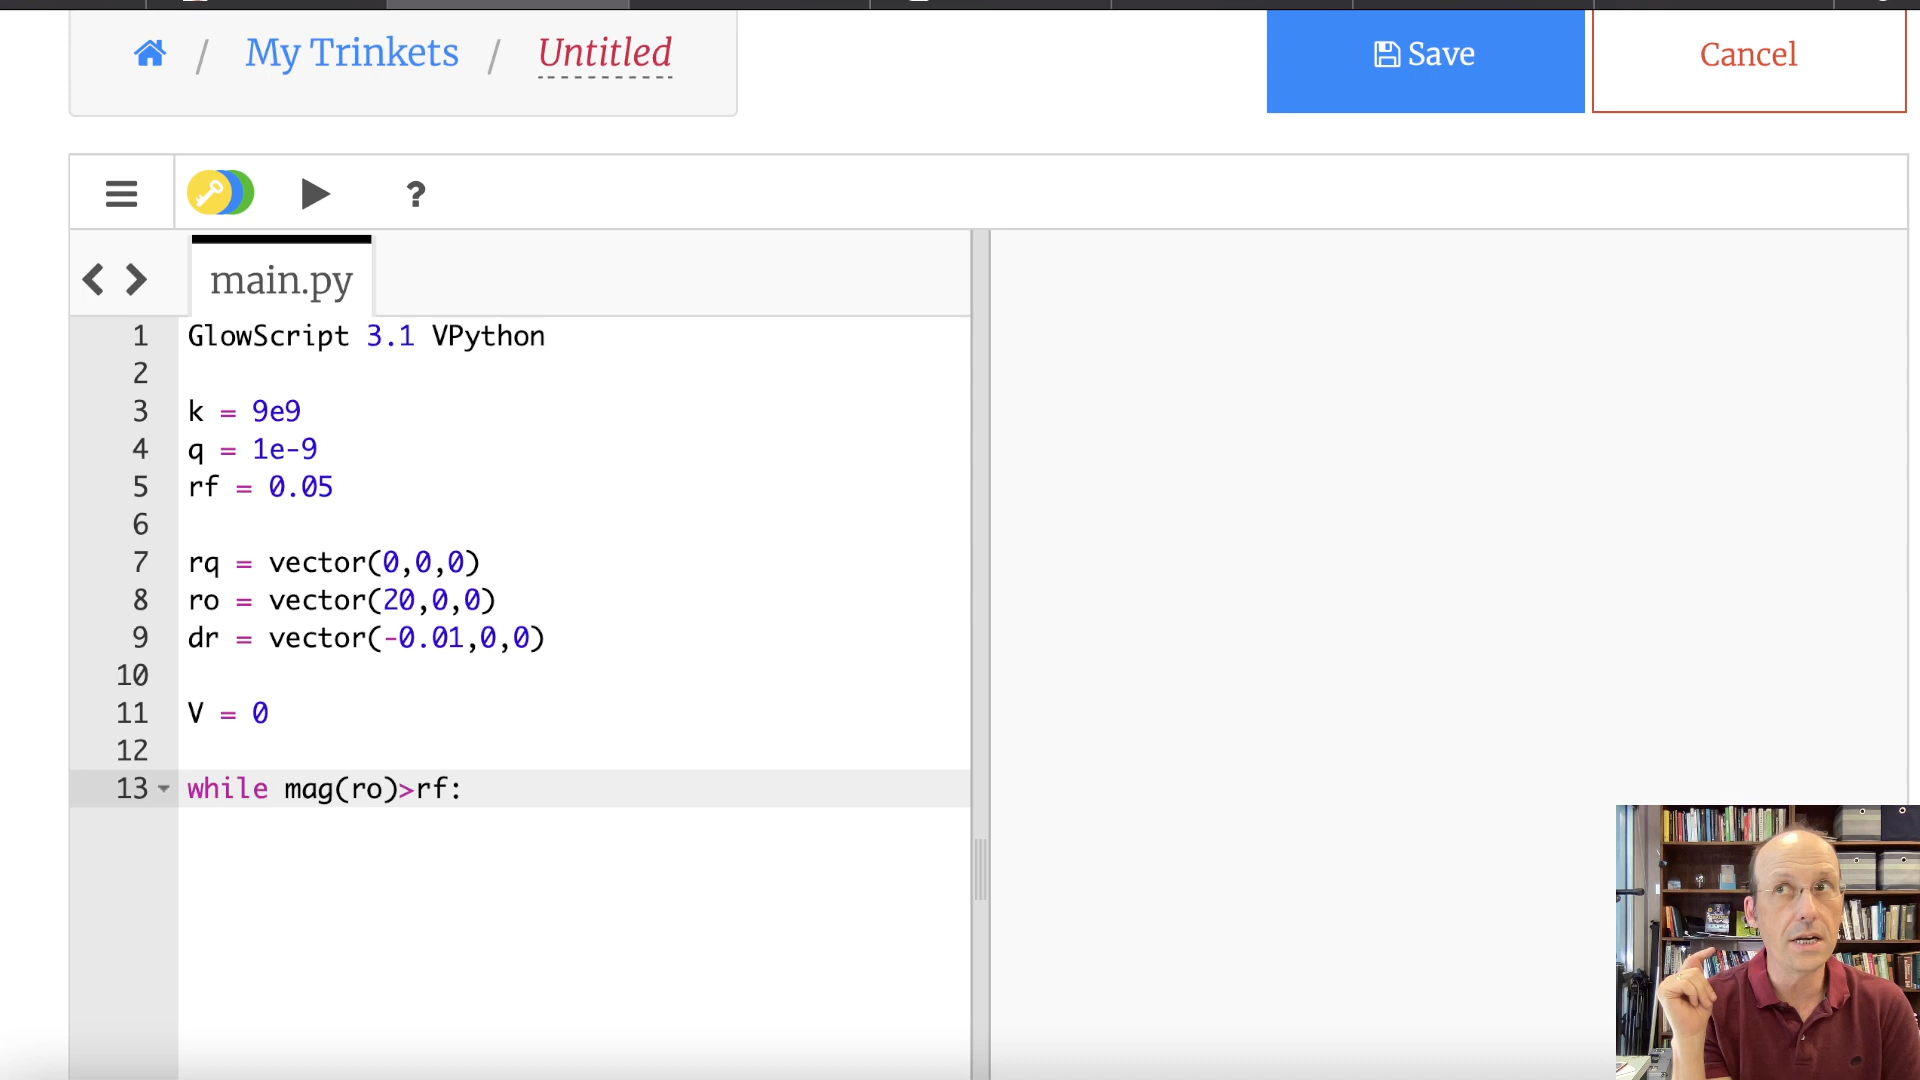 / My Trinkets / Untitled
Save
Cancel
?
main.py
1 GlowScript 3.1 VPython
2
3 k = 9e9
4 q = 1e-9
5 rf = 0.05
6
7 rq = vector(0,0,0)
8 ro = vector(20,0,0)
9 dr = vector(-0.01,0,0)
10
11 V = 0
12
13 while mag(ro)>rf: